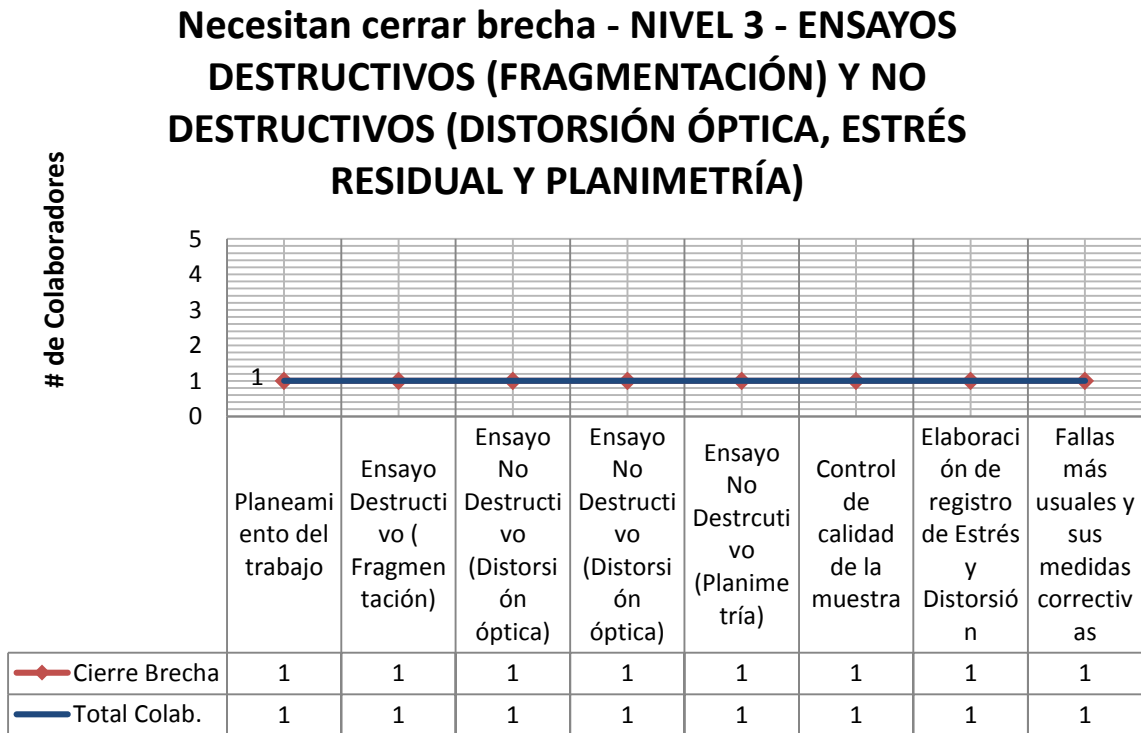 Necesitan cerrar brecha - NIVEL 3 - ENSAYOS
DESTRUCTIVOS (FRAGMENTACIÓN) Y NO
DESTRUCTIVOS (DISTORSIÓN ÓPTICA, ESTRÉS
RESIDUAL Y PLANIMETRÍA)
# de Colaboradores
5
4
3
2
1
0
1
Planeami
ento del
trabajo
Ensayo
Destructi
vo (
Fragmen
tación)
Ensayo
No
Destructi
vo
(Distorsi
ón
óptica)
Ensayo
No
Destructi
vo
(Distorsi
ón
óptica)
Ensayo
No
Destrcuti
vo
(Planime
tría)
Control
de
calidad
de la
muestra
Elaboraci
ón de
registro
de Estrés
y
Distorsió
n
Fallas
más
usuales y
sus
medidas
correctiv
as
Cierre Brecha 1 1 1 1 1 1 1 1
Total Colab. 1 1 1 1 1 1 1 1